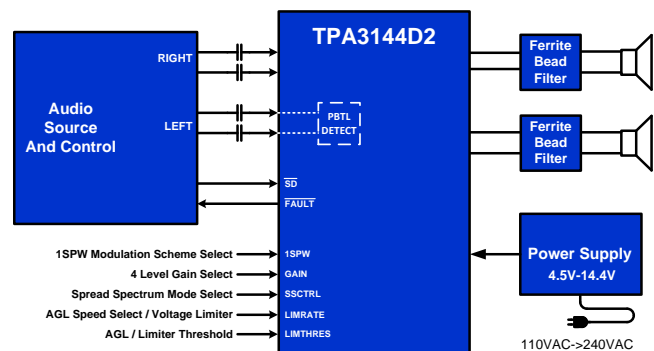 TPA3144D2
RIGHT
LEFT
Audio
Source
And Control
PBTL
DETECT
SD
FAULT
Ferrite
Bead
Filter
Ferrite
Bead
Filter
1SPW Modulation Scheme Select
1SPW
4 Level Gain Select
GAIN
Spread Spectrum Mode Select
SSCTRL
AGL Speed Select / Voltage Limiter
LIMRATE
AGL / Limiter Threshold
LIMTHRES
Power Supply
4.5V-14.4V
110VAC->240VAC